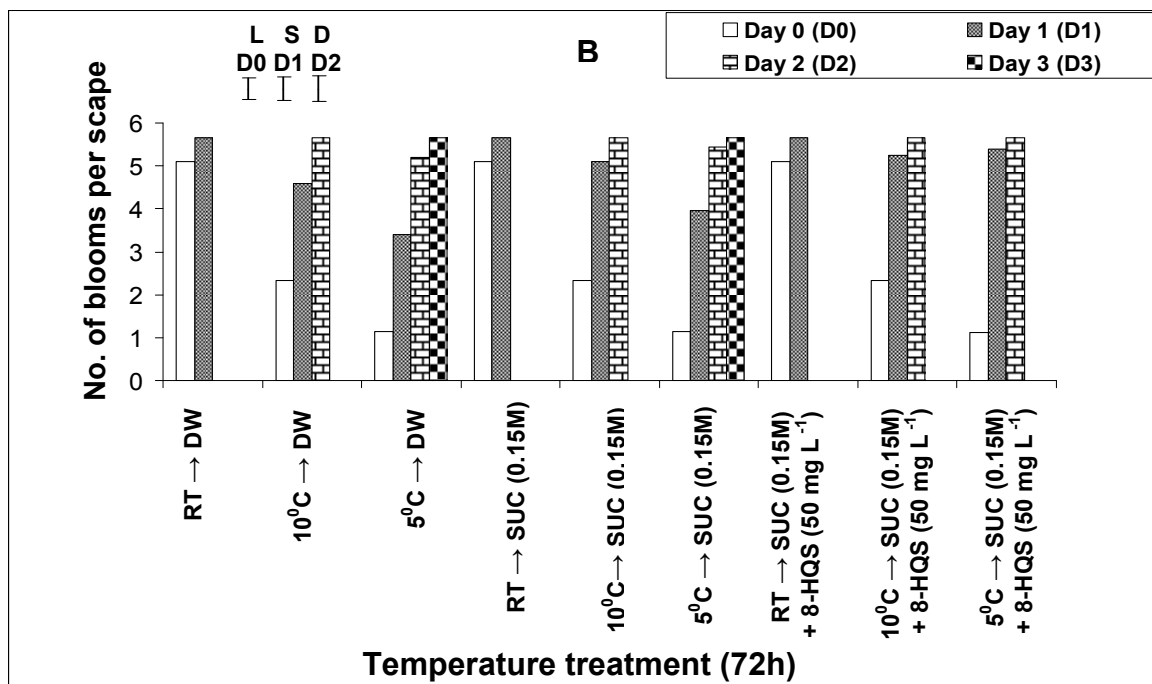 L S D
D0 D1 D2
B
Day 0 (D0)
Day 1 (D1)
Day 2 (D2)
Day 3 (D3)
No. of blooms per scape
6
5
4
3
2
1
0
RT → DW
10⁰C → DW
5⁰C → DW
RT → SUC (0.15M)
10⁰C → SUC (0.15M)
5⁰C → SUC (0.15M)
RT → SUC (0.15M)
+ 8-HQS (50 mg L⁻¹)
10⁰C → SUC (0.15M)
+ 8-HQS (50 mg L⁻¹)
5⁰C → SUC (0.15M)
+ 8-HQS (50 mg L⁻¹)
Temperature treatment (72h)